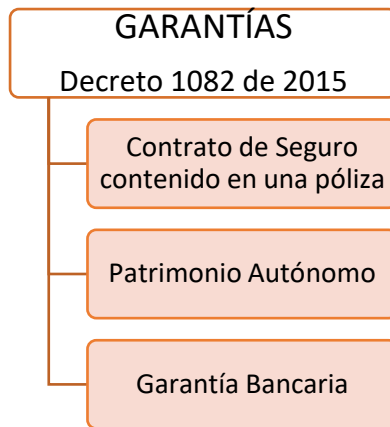 GARANTÍAS
Decreto 1082 de 2015
Contrato de Seguro
contenido en una póliza
Patrimonio Autónomo
Garantía Bancaria